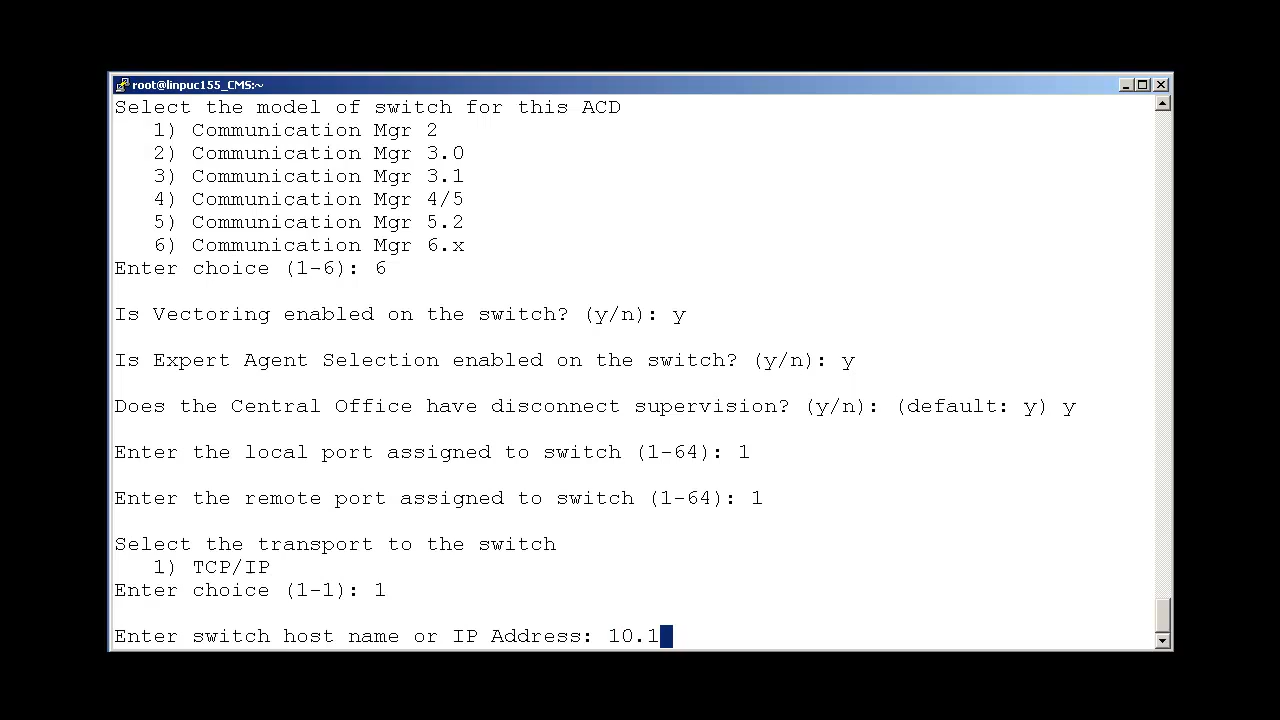 root@linpuc155_CMS:~
Select the model of switch for this ACD
1) Communication Mgr 2
2) Communication Mgr 3.0
3) Communication Mgr 3.1
4) Communication Mgr 4/5
5) Communication Mgr 5.2
6) Communication Mgr 6.x
Enter choice (1-6): 6
Is Vectoring enabled on the switch? (y/n): y
Is Expert Agent Selection enabled on the switch? (y/n): y
Does the Central Office have disconnect supervision? (y/n): (default: y) y
Enter the local port assigned to switch (1-64): 1
Enter the remote port assigned to switch (1-64): 1
Select the transport to the switch
1) TCP/IP
Enter choice (1-1): 1
Enter switch host name or IP Address: 10.1